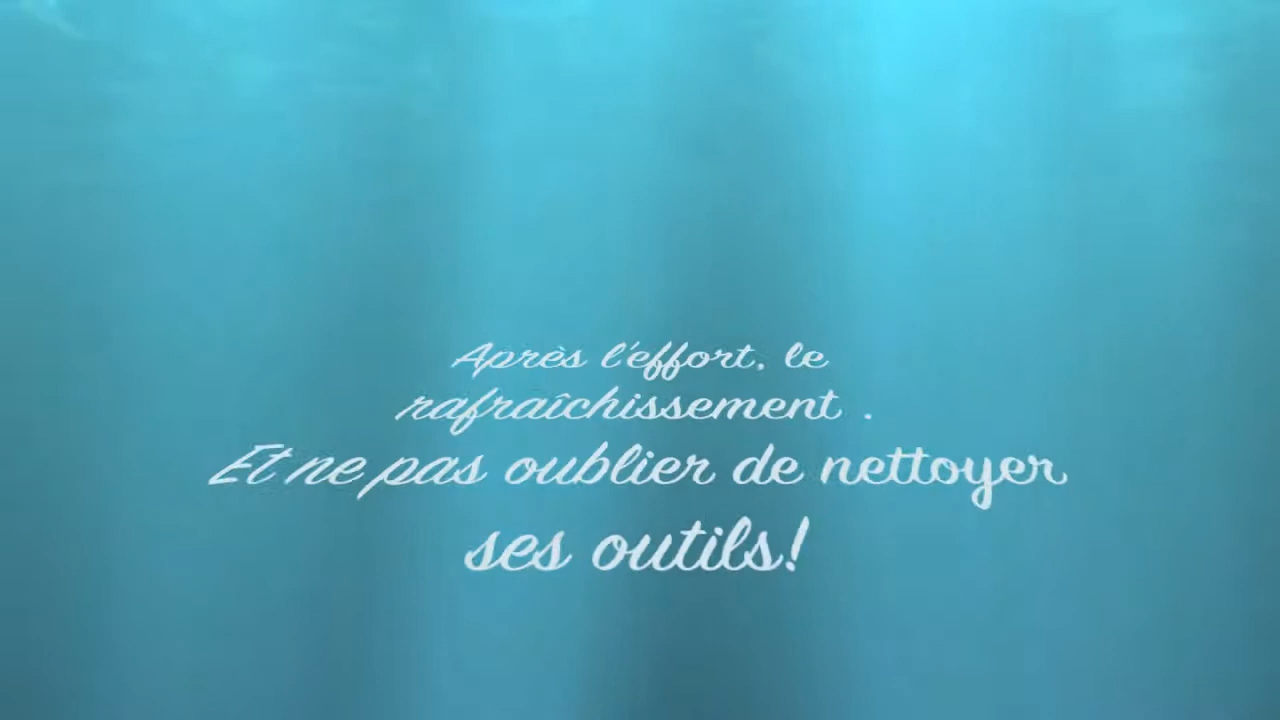 Après l'effort, le
rafraîchissement .
Et ne pas oublier de nettoyer
ses outils!